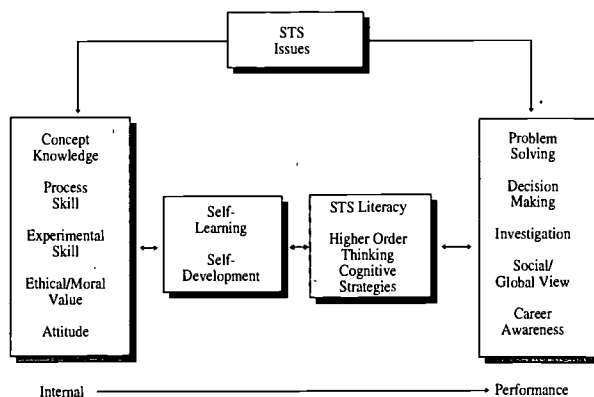 STS
Issues
Concept
Knowledge
Process
Skill
Experimental
Skill
Ethical/Moral
Value
Attitude
Self-
Learning
Self-
Development
STS Literacy
Higher Order
Thinking
Cognitive
Strategies
Problem
Solving
Decision
Making
Investigation
Social/
Global View
Career
Awareness
Internal
Performance